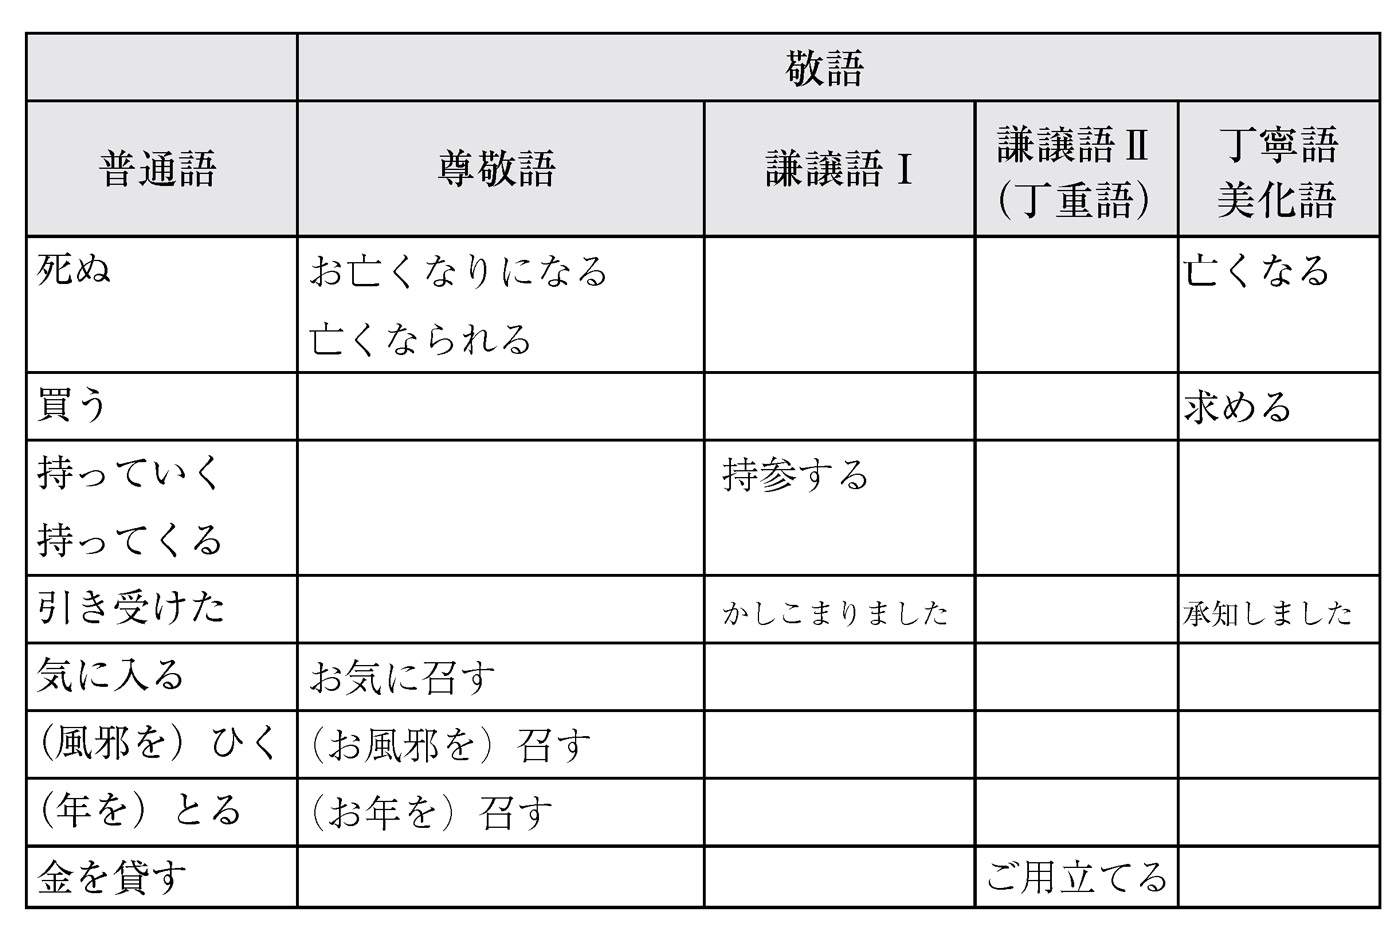 敬語
普通語
尊敬語
謙譲語Ⅰ
謙譲語Ⅱ
（丁重語）
丁寧語
美化語
死ぬ
お亡くなりになる
亡くなられる
亡くなる
買う
求める
持っていく
持ってくる
持参する
引き受けた
かしこまりました
承知しました
気に入る
お気に召す
（風邪を）ひく
（お風邪を）召す
（年を）とる
（お年を）召す
金を貸す
ご用立てる